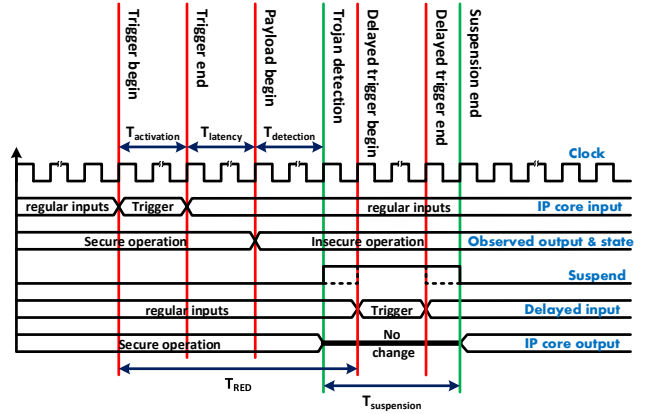 Trigger begin
Trigger end
Payload begin
Trojan detection
Delayed trigger begin
Delayed trigger end
Suspension end
Tactivation
Tlatency
Tdetection
Clock
regular inputs
Trigger
regular inputs
IP core input
Secure operation
Insecure operation
Observed output & state
Suspend
regular inputs
Trigger
Delayed input
Secure operation
No
change
IP core output
TRED
Tsuspension